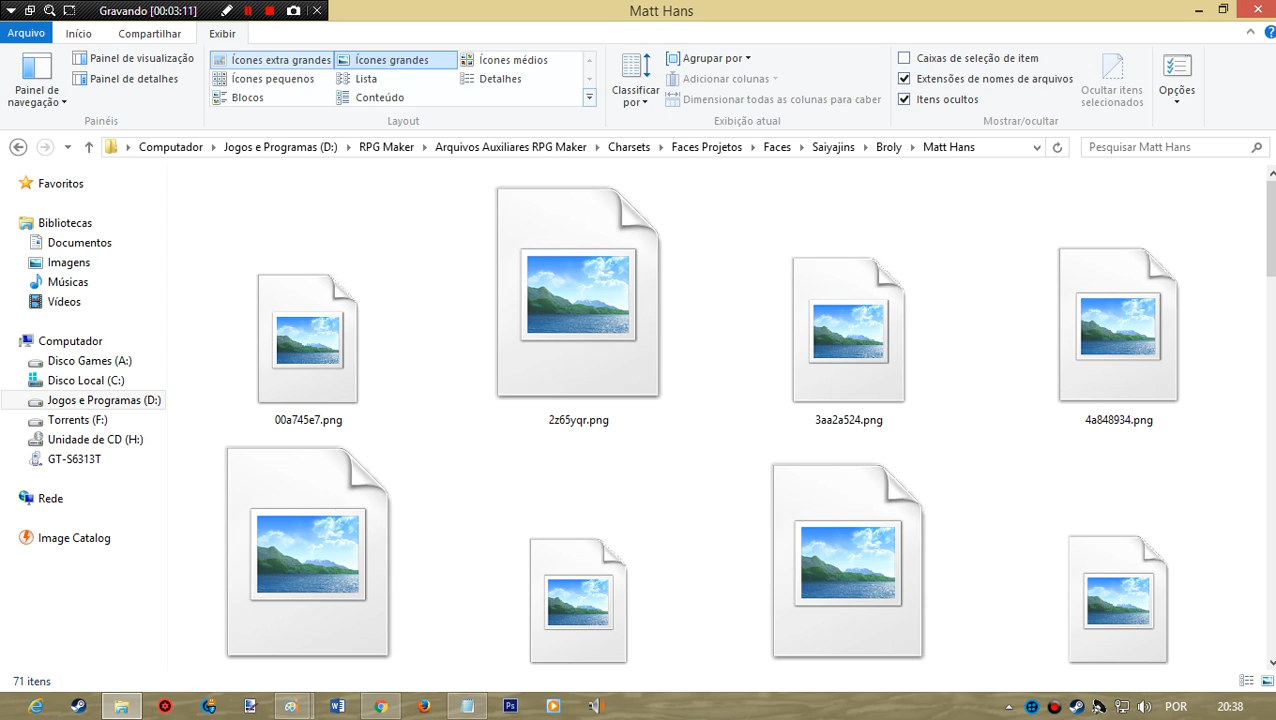 Gravando [00:03:11]
Matt Hans
Arquivo Início Compartilhar Exibir
Painel de navegação
Painel de visualização
Painel de detalhes
Painéis
Ícones extra grandes Ícones grandes Ícones médios
Ícones pequenos Lista Detalhes
Blocos Conteúdo
Layout
Classificar por
Agrupar por
Adicionar colunas
Dimensionar todas as colunas para caber
Exibição atual
Caixas de seleção de item
Extensões de nomes de arquivos
Itens ocultos
Ocultar itens selecionados
Mostrar/ocultar
Opções
Computador Jogos e Programas (D:) RPG Maker Arquivos Auxiliares RPG Maker Charsets Faces Projetos Faces Saiyajins Broly Matt Hans
Pesquisar Matt Hans
Favoritos
Bibliotecas
Documentos
Imagens
Músicas
Vídeos
Computador
Disco Games (A:)
Disco Local (C:)
Jogos e Programas (D:)
Torrents (F:)
Unidade de CD (H:)
GT-S6313T
Rede
Image Catalog
00a745e7.png 2z65yqr.png 3aa2a524.png 4a848934.png
71 itens
Ps
POR 20:38